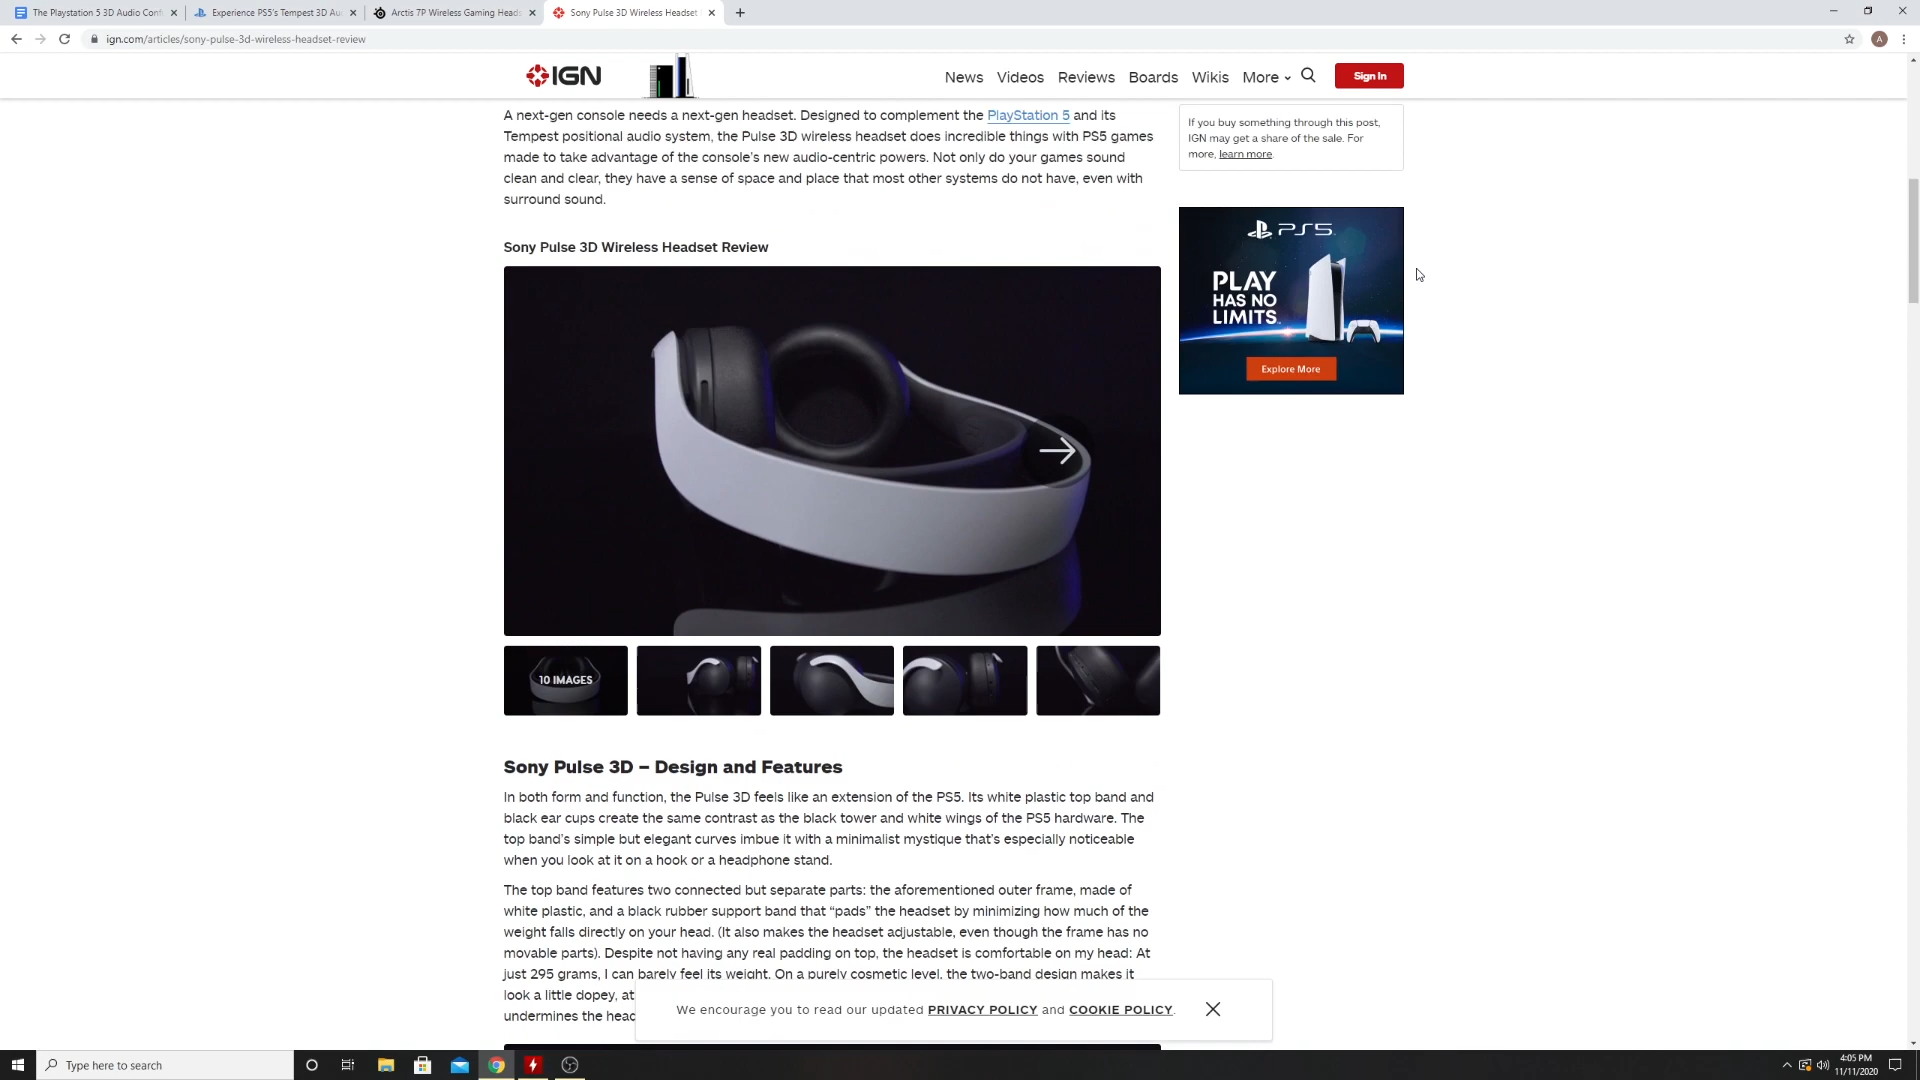 The Playstation 5 3D Audio Cont
Experience PS5's Tempest 3D Au
Arctis 7P Wireless Gaming Heads
Sony Pulse 3D Wireless Headset
ign.com/articles/sony-pulse-3d-wireless-headset-review
A
IGN
News
Videos
Reviews
Boards
Wikis
More
Sign In
A next-gen console needs a next-gen headset. Designed to complement the PlayStation 5 and its
Tempest positional audio system, the Pulse 3D wireless headset does incredible things with PS5 games
made to take advantage of the console's new audio-centric powers. Not only do your games sound
clean and clear, they have a sense of space and place that most other systems do not have, even with
surround sound.
If you buy something through this post,
IGN may get a share of the sale. For
more, learn more.
PS5
PLAY
HAS NO
LIMITS.
Explore More
Sony Pulse 3D Wireless Headset Review
10 IMAGES
Sony Pulse 3D – Design and Features
In both form and function, the Pulse 3D feels like an extension of the PS5. Its white plastic top band and
black ear cups create the same contrast as the black tower and white wings of the PS5 hardware. The
top band's simple but elegant curves imbue it with a minimalist mystique that's especially noticeable
when you look at it on a hook or a headphone stand.
The top band features two connected but separate parts: the aforementioned outer frame, made of
white plastic, and a black rubber support band that “pads” the headset by minimizing how much of the
weight falls directly on your head. (It also makes the headset adjustable, even though the frame has no
movable parts). Despite not having any real padding on top, the headset is comfortable on my head: At
just 295 grams, I can barely feel its weight. On a purely cosmetic level, the two-band design makes it
look a little dopey, at
undermines the head
We encourage you to read our updated PRIVACY POLICY and COOKIE POLICY.
Type here to search
4:05 PM
11/11/2020